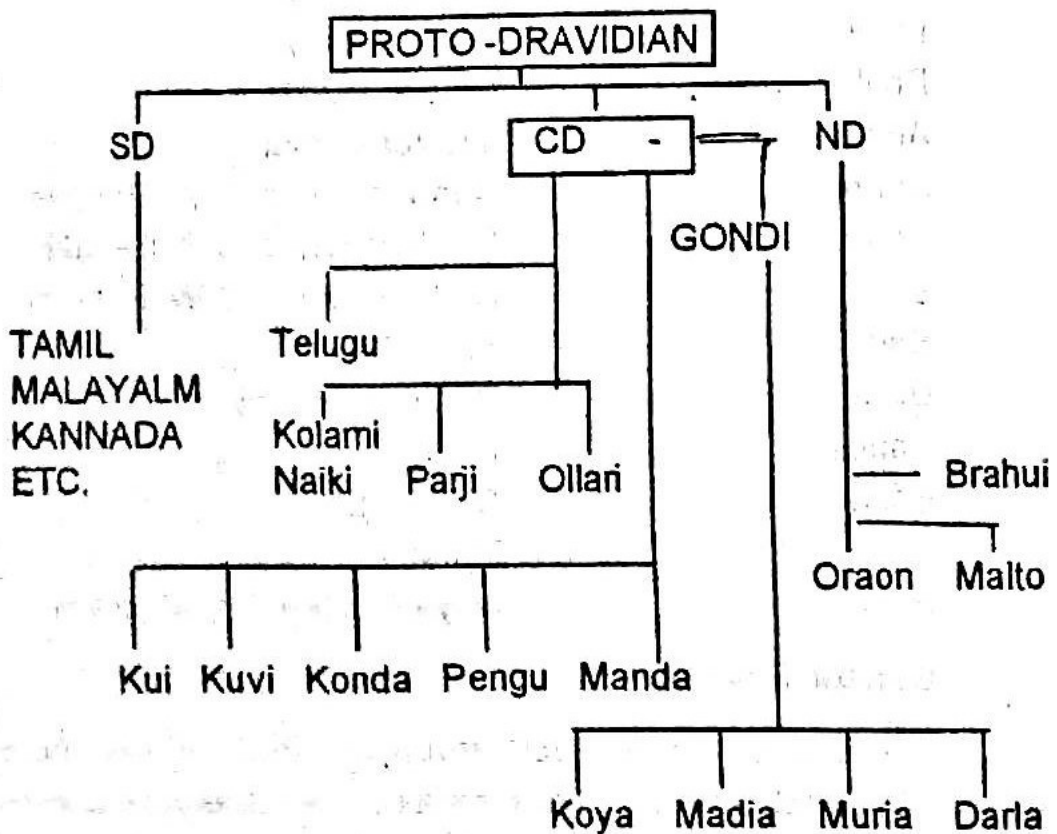 PROTO-DRAVIDIAN
SD
CD -
ND
GONDI
TAMIL
MALAYALM
KANNADA
ETC.
Telugu
Kolami
Naiki
Parji
Ollari
Brahui
Oraon
Malto
Kui
Kuvi
Konda
Pengu
Manda
Koya
Madia
Muria
Darla